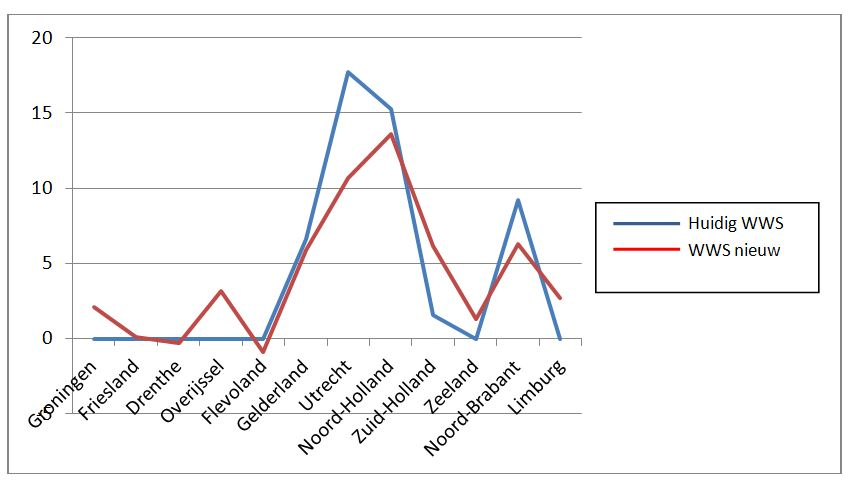 20
15
10
5
0
-5
Groningen
Friesland
Drenthe
Overijssel
Flevoland
Gelderland
Utrecht
Noord-Holland
Zuid-Holland
Zeeland
Noord-Brabant
Limburg
Huidig WWS
WWS nieuw